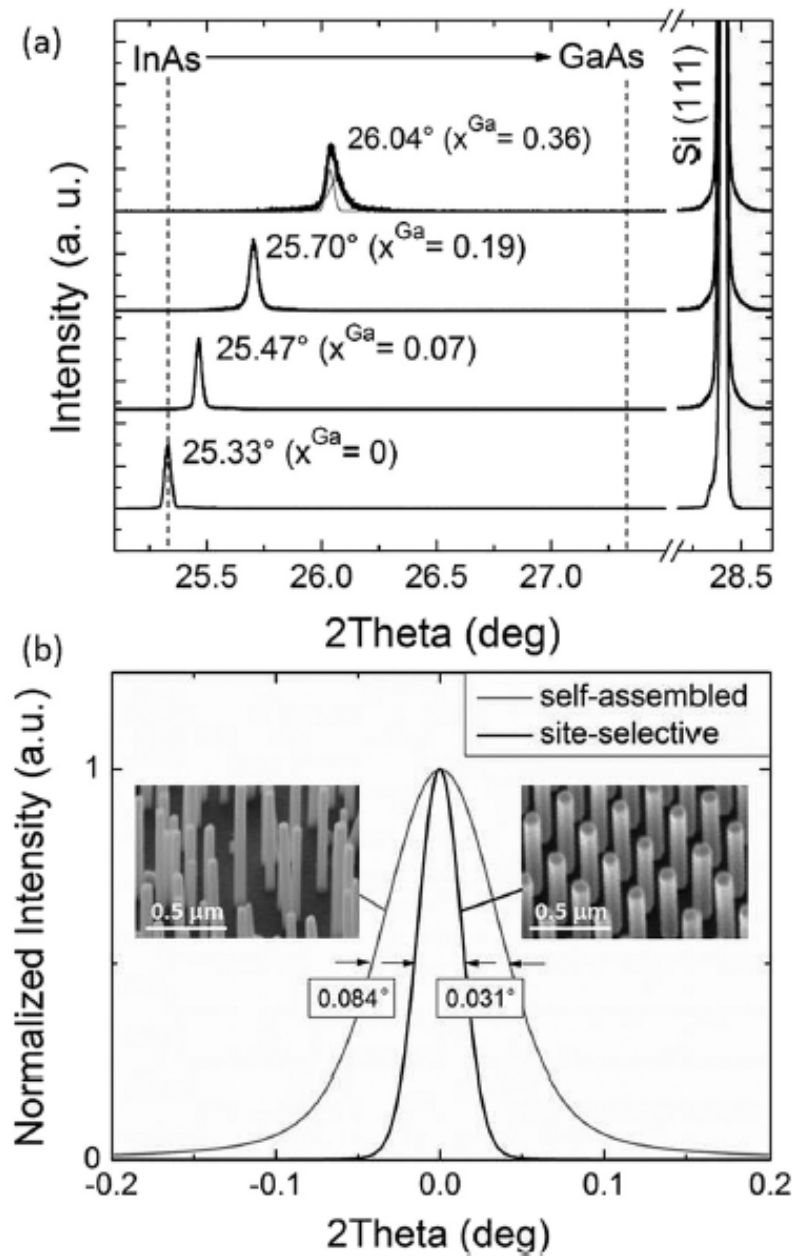 (a)
InAs
GaAs
Si (111)
26.04° (x^Ga= 0.36)
25.70° (x^Ga= 0.19)
25.47° (x^Ga= 0.07)
25.33° (x^Ga= 0)
Intensity (a. u.)
25.5 26.0 26.5 27.0 28.5
2Theta (deg)
(b)
self-assembled
site-selective
Normalized Intensity (a.u.)
1
0.5 µm
0.5 µm
0.084°
0.031°
0
-0.2 -0.1 0.0 0.1 0.2
2Theta (deg)